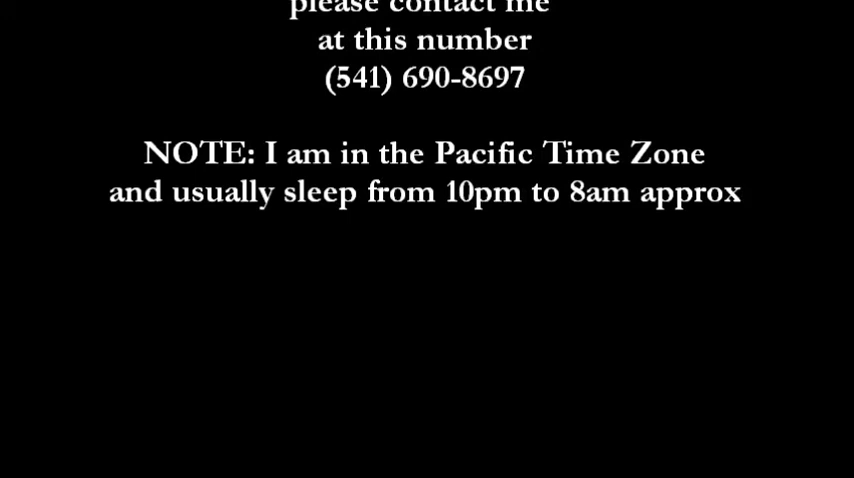 please contact me
at this number
(541) 690-8697
NOTE: I am in the Pacific Time Zone
and usually sleep from 10pm to 8am approx